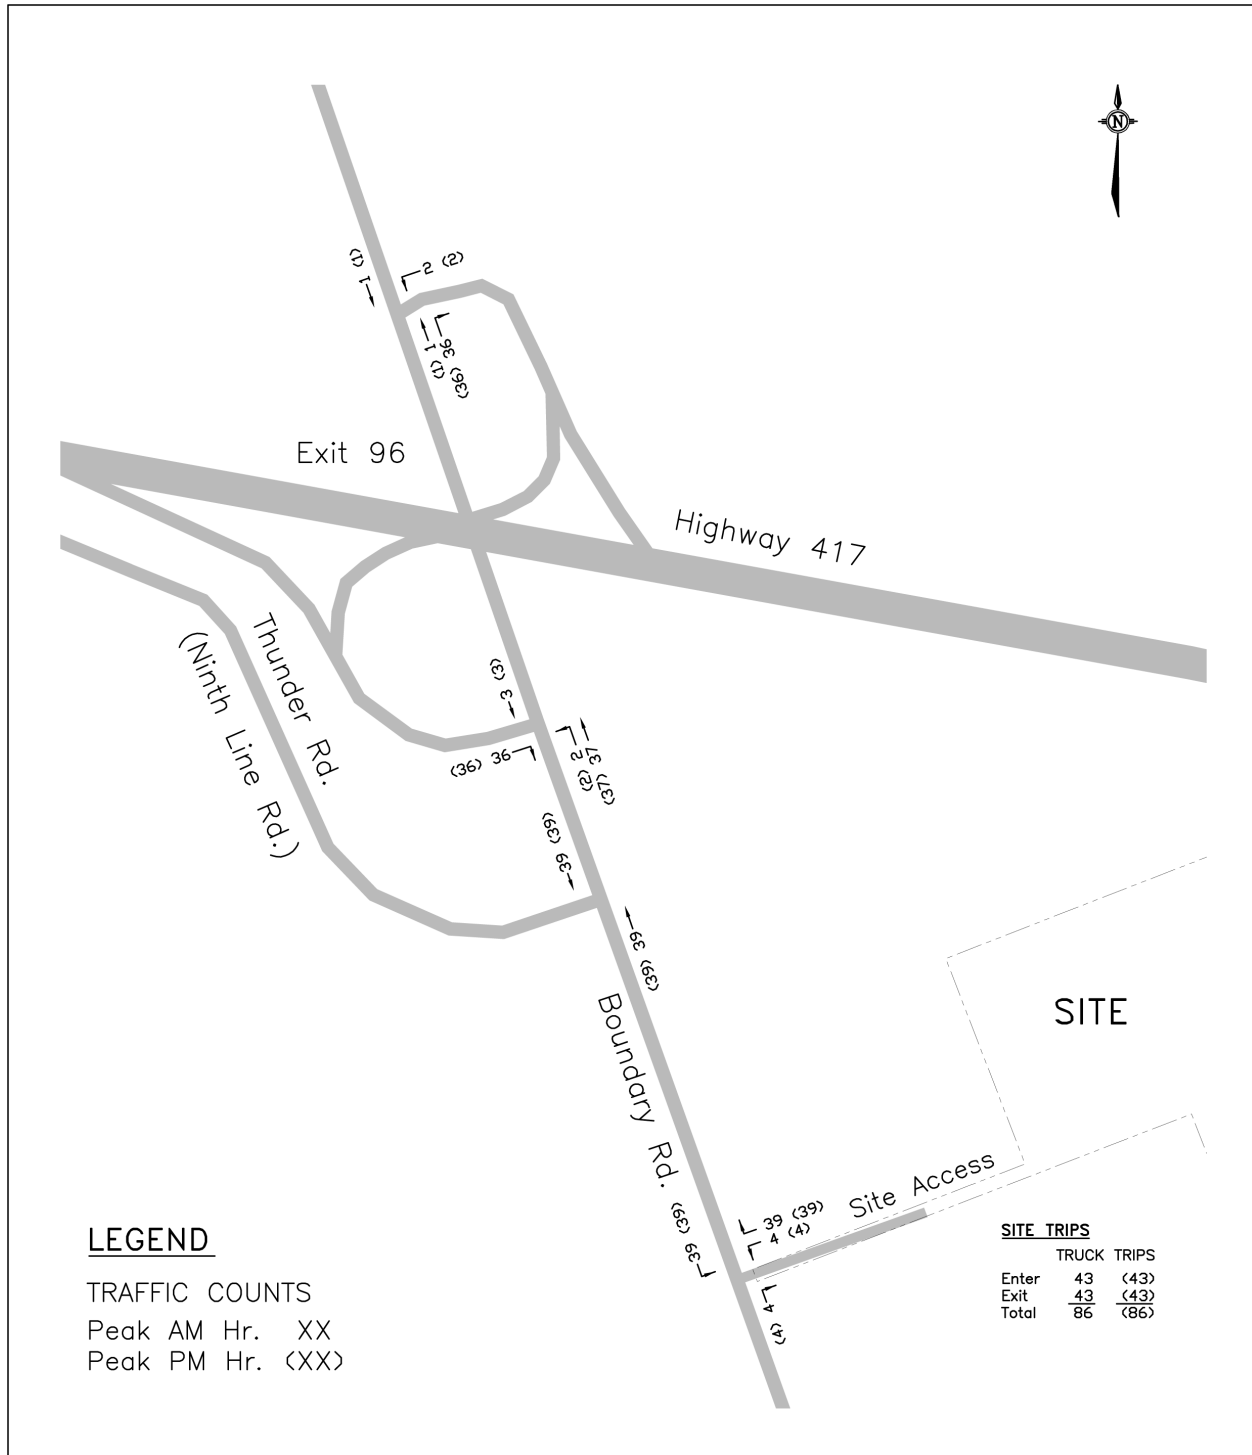 N
(1) 1
2 (2)
(1) 1
(36) 36
Exit 96
Highway 417
Thunder Rd.
(Ninth Line Rd.)
3 (3)
(36) 36
(2) 2
(37) 37
39 (39)
(39) 39
Boundary Rd.
SITE
Site Access
39 (39)
39 (39)
4 (4)
(4) 4
LEGEND
TRAFFIC COUNTS
Peak AM Hr. XX
Peak PM Hr. (XX)
SITE TRIPS
TRUCK TRIPS
Enter 43 (43)
Exit 43 (43)
Total 86 (86)